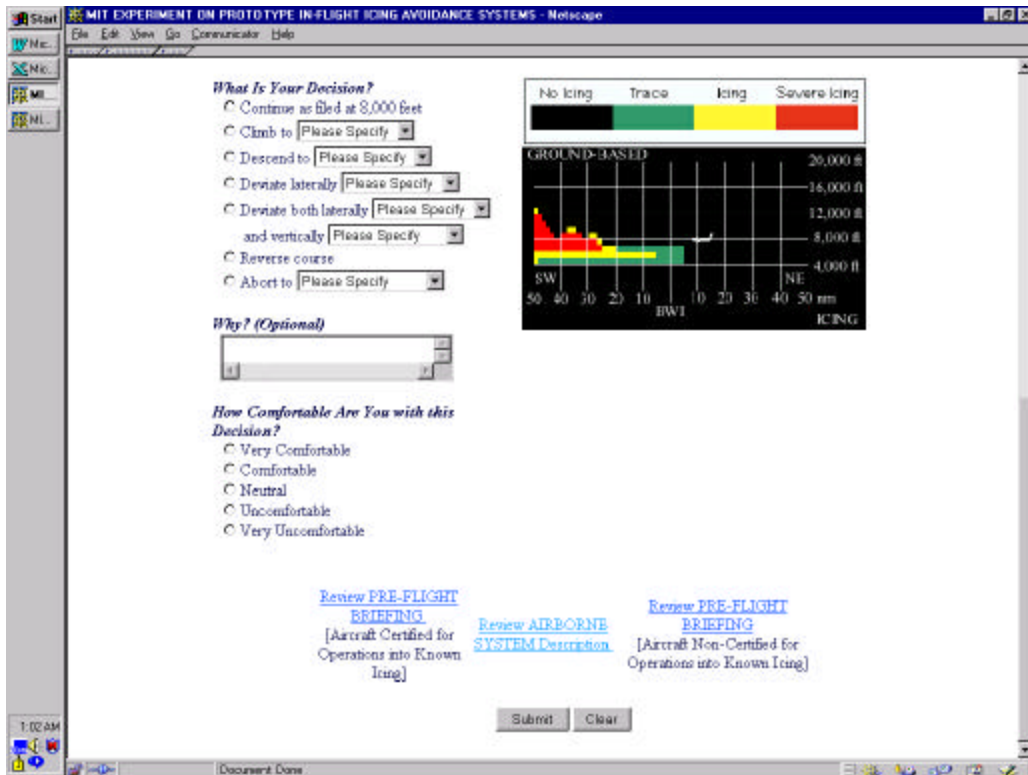 Start
MIT EXPERIMENT ON PROTOTYPE IN-FLIGHT ICING AVOIDANCE SYSTEMS - Netscape
File Edit View Go Communicator Help
What Is Your Decision?
Continue as filed at 8,000 feet
Climb to Please Specify
Descend to Please Specify
Deviate laterally Please Specify
Deviate both laterally Please Specify
and vertically Please Specify
Reverse course
Abort to Please Specify
Why? (Optional)
How Comfortable Are You with this
Decision?
Very Comfortable
Comfortable
Neutral
Uncomfortable
Very Uncomfortable
No Icing Trace Icing Severe Icing
GROUND-BASED
20,000 ft
16,000 ft
12,000 ft
8,000 ft
4,000 ft
SW NE
50 40 30 20 10 10 20 30 40 50 nm
BWI
ICING
Review PRE-FLIGHT
BRIEFING
[Aircraft Certified for
Operations into Known
Icing]
Review AIRBORNE
SYSTEM Description
Review PRE-FLIGHT
BRIEFING
[Aircraft Non-Certified for
Operations into Known Icing]
Submit Clear
1:02 AM
Document Done